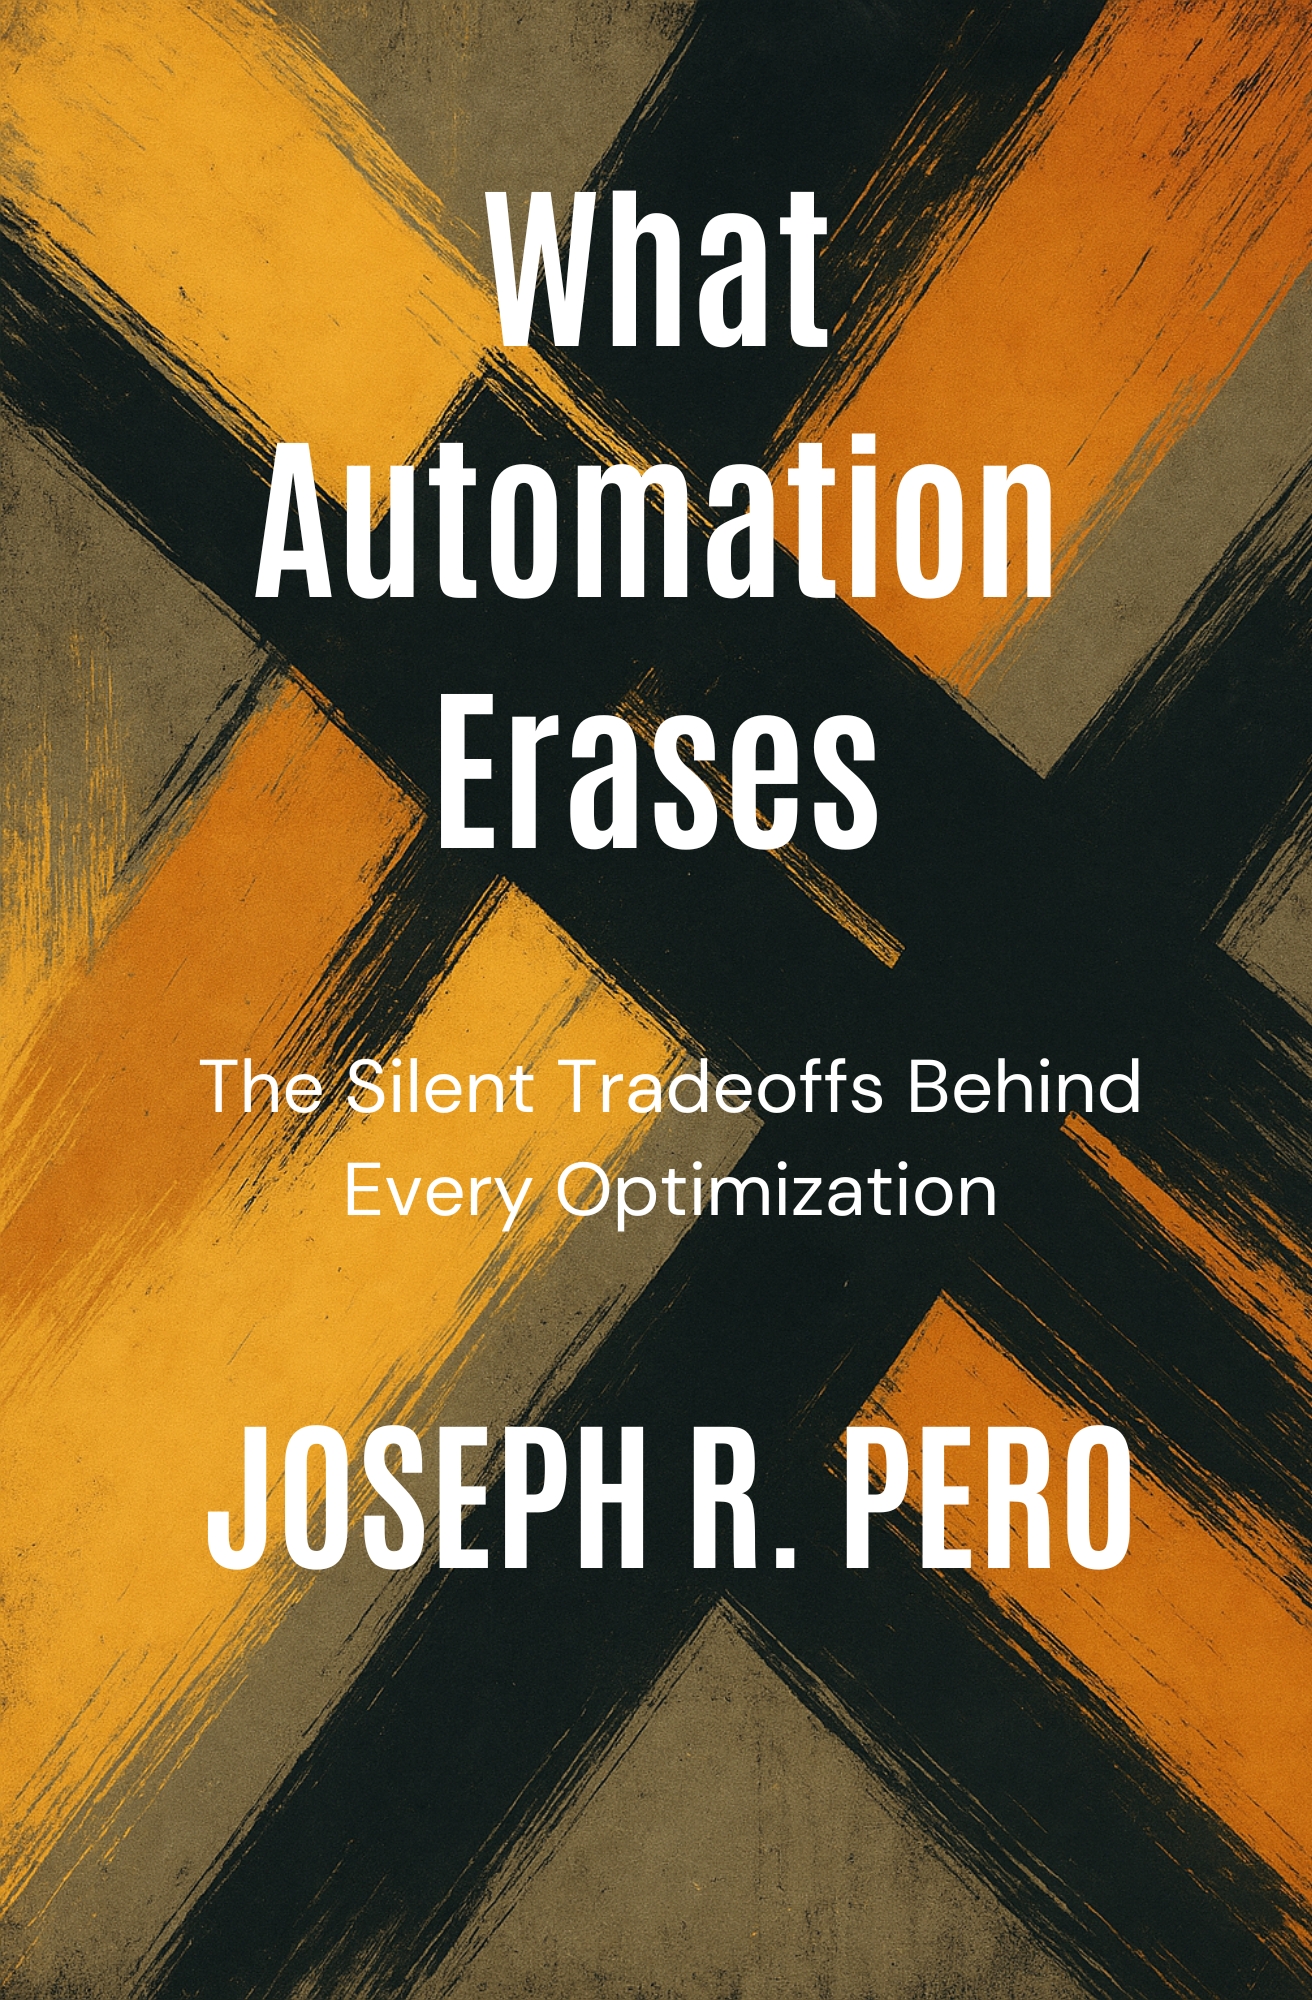 What
Automation
Erases
The Silent Tradeoffs Behind
Every Optimization
JOSEPH R. PERO